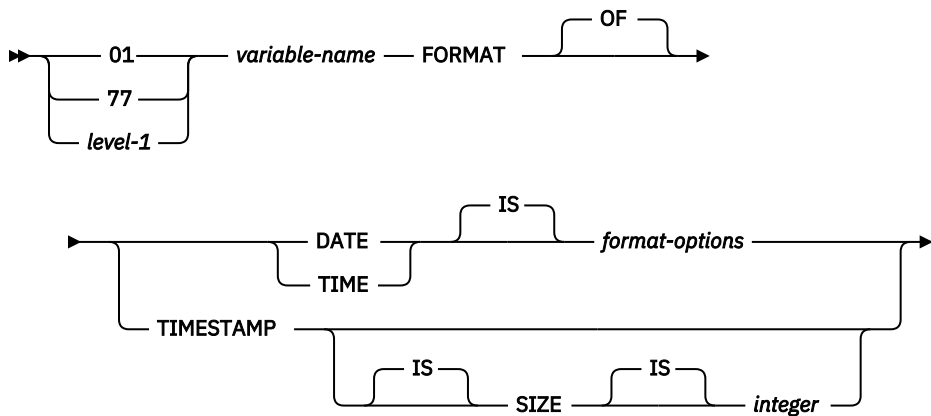 OF
01 variable-name FORMAT
77
level-1
IS
DATE format-options
TIME
TIMESTAMP
IS IS
SIZE integer